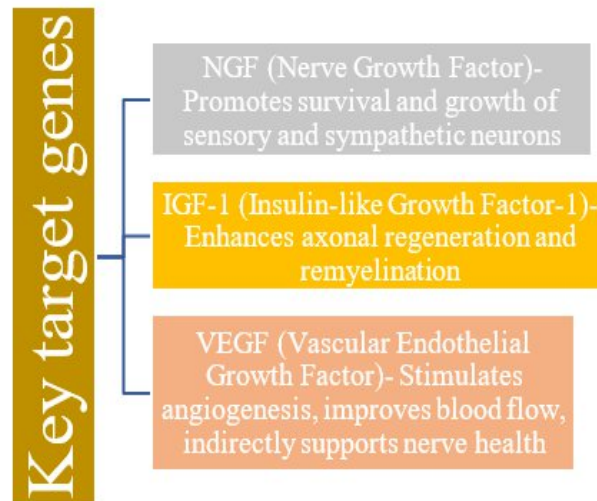 Key target genes
NGF (Nerve Growth Factor)-
Promotes survival and growth of
sensory and sympathetic neurons
IGF-1 (Insulin-like Growth Factor-1)-
Enhances axonal regeneration and
remyelination
VEGF (Vascular Endothelial
Growth Factor)- Stimulates
angiogenesis, improves blood flow,
indirectly supports nerve health